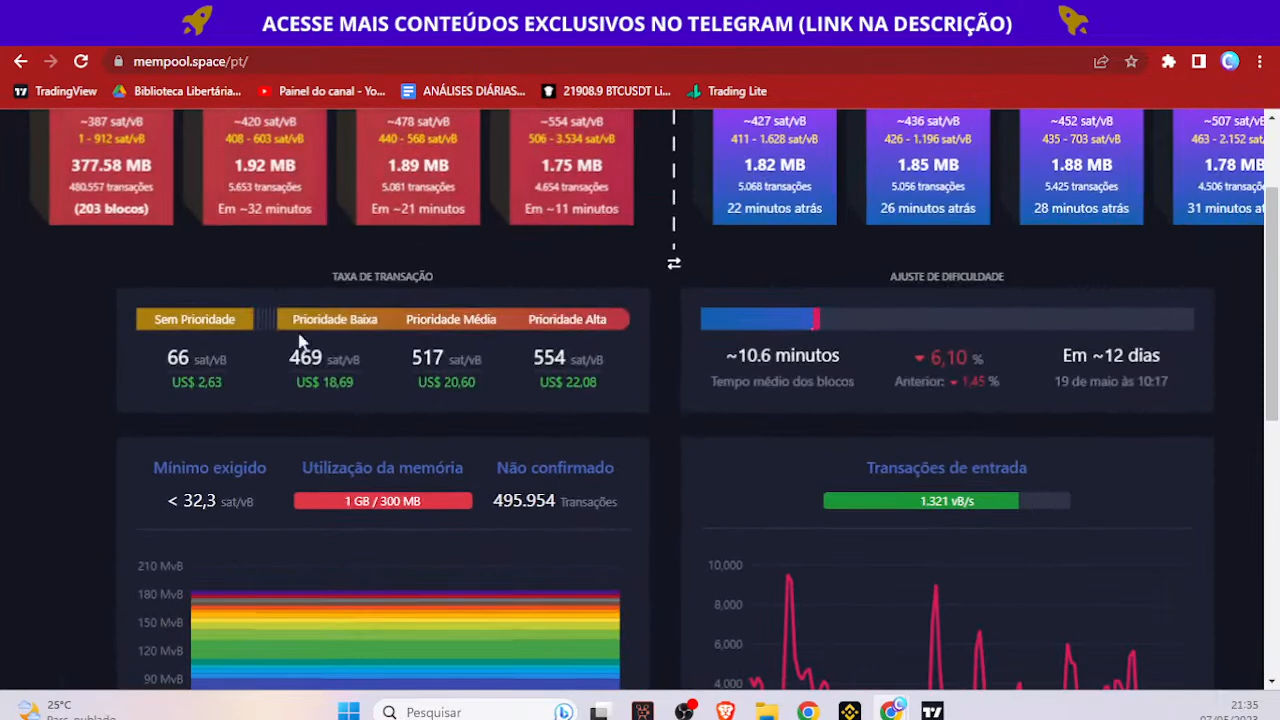 ACESSE MAIS CONTEÚDOS EXCLUSIVOS NO TELEGRAM (LINK NA DESCRIÇÃO)
mempool.space/pt/
TradingView Biblioteca Libertária... Painel do canal - Yo... ANÁLISES DIÁRIAS... 21908.9 BTCUSDT Li... Trading Lite
~387 sat/vB ~420 sat/vB ~478 sat/vB ~554 sat/vB ~427 sat/vB ~436 sat/vB ~452 sat/vB ~507 sat/vB
1 - 912 sat/vB 408 - 603 sat/vB 440 - 568 sat/vB 506 - 3.534 sat/vB 411 - 1.628 sat/vB 426 - 1.196 sat/vB 435 - 703 sat/vB 463 - 2.152 sat/vB
377.58 MB 1.92 MB 1.89 MB 1.75 MB 1.82 MB 1.85 MB 1.88 MB 1.78 MB
480.557 transações 5.653 transações 5.081 transações 4.654 transações 5.068 transações 5.056 transações 5.425 transações 4.506 transações
(203 blocos) Em ~32 minutos Em ~21 minutos Em ~11 minutos 22 minutos atrás 26 minutos atrás 28 minutos atrás 31 minutos atrás
TAXA DE TRANSAÇÃO AJUSTE DE DIFICULDADE
Sem Prioridade Prioridade Baixa Prioridade Média Prioridade Alta
66 sat/vB 469 sat/vB 517 sat/vB 554 sat/vB ~10.6 minutos 6,10 % Em ~12 dias
US$ 2,63 US$ 18,69 US$ 20,60 US$ 22,08 Tempo médio dos blocos Anterior: 1,45 % 19 de maio às 10:17
Mínimo exigido Utilização da memória Não confirmado Transações de entrada
< 32,3 sat/vB 1 GB / 300 MB 495.954 Transações 1.321 vB/s
210 MvB 10,000
180 MvB 8,000
150 MvB
120 MvB 6,000
90 MvB 4,000
25°C
Pesquisar 21:35